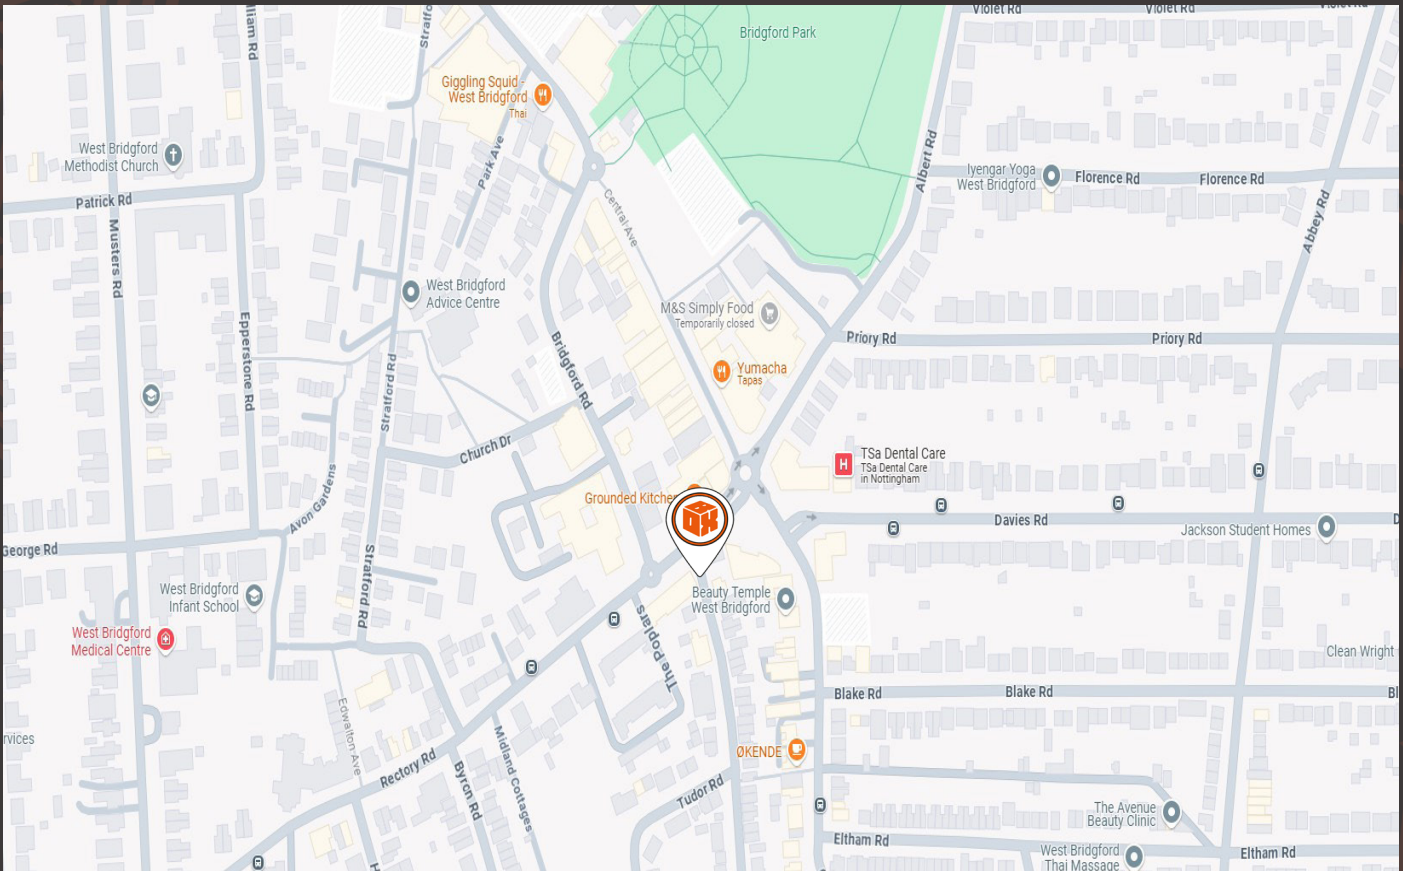 Violet Rd
Violet Rd
Bridgford Park
Giggling Squid -
West Bridgford
Thai
West Bridgford
Methodist Church
Park Ave
Albert Rd
Iyengar Yoga
West Bridgford
Florence Rd
Florence Rd
Patrick Rd
Musters Rd
Central Ave
Abbey Rd
West Bridgford
Advice Centre
M&S Simply Food
Temporarily closed
Epperstone Rd
Bridgford Rd
Priory Rd
Priory Rd
Stratford Rd
Yumacha
Tapas
Church Dr
TSa Dental Care
TSa Dental Care
in Nottingham
Avon Gardens
Grounded Kitchen
BOX
Davies Rd
Jackson Student Homes
George Rd
Stratford Rd
West Bridgford
Infant School
Beauty Temple
West Bridgford
The Poplars
West Bridgford
Medical Centre
Clean Wright
Blake Rd
Blake Rd
Bl
Edwalton Ave
rvices
Midland Cottages
ØKENDE
Rectory Rd
Byron Rd
Tudor Rd
The Avenue
Beauty Clinic
Eltham Rd
Eltham Rd
West Bridgford
Thai Massage